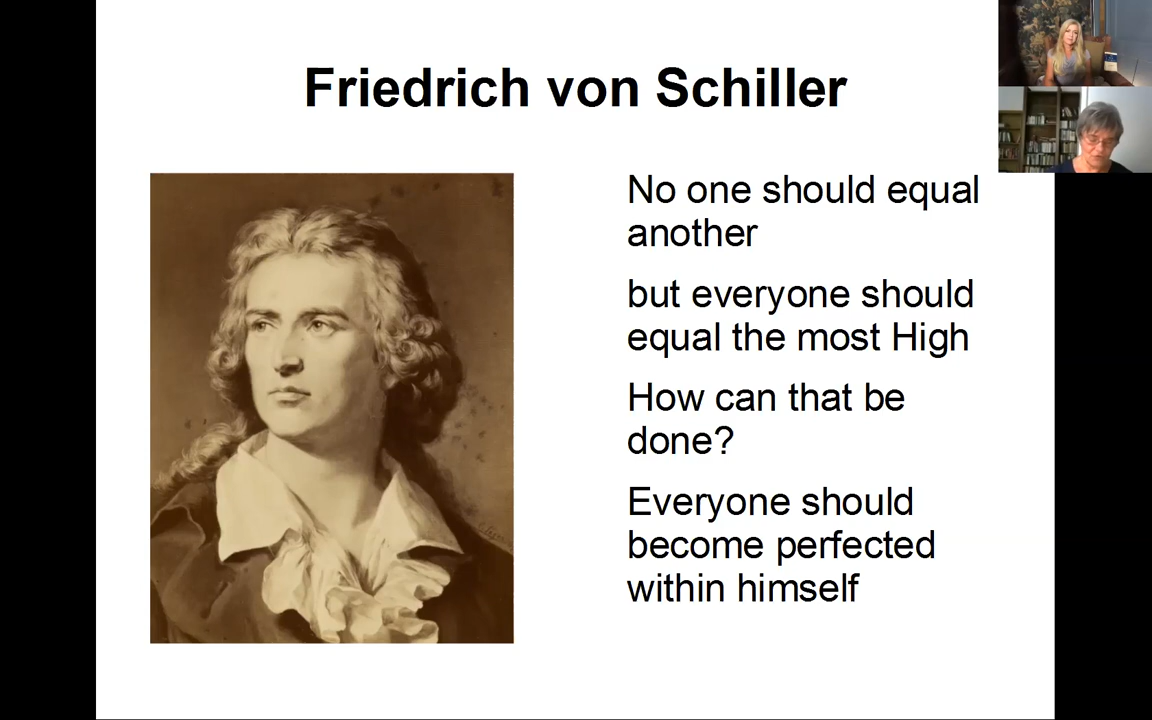 Friedrich von Schiller
No one should equal
another
but everyone should
equal the most High
How can that be
done?
Everyone should
become perfected
within himself